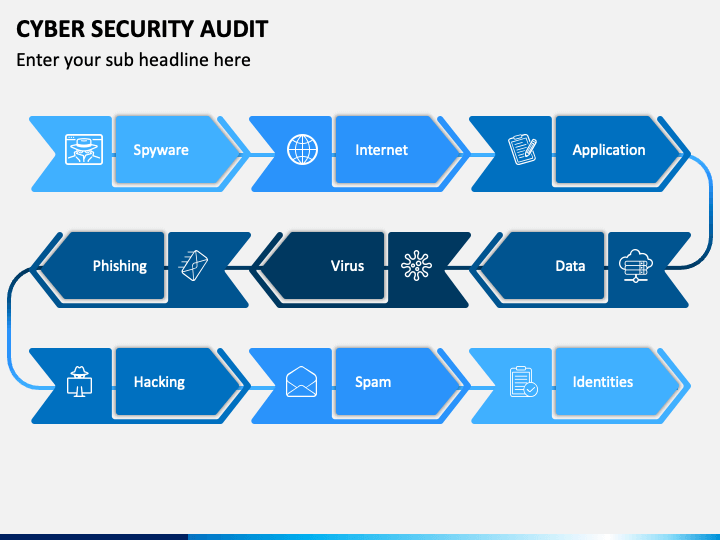 CYBER SECURITY AUDIT
Enter your sub headline here
Spyware
Internet
Application
Phishing
Virus
Data
Hacking
Spam
Identities